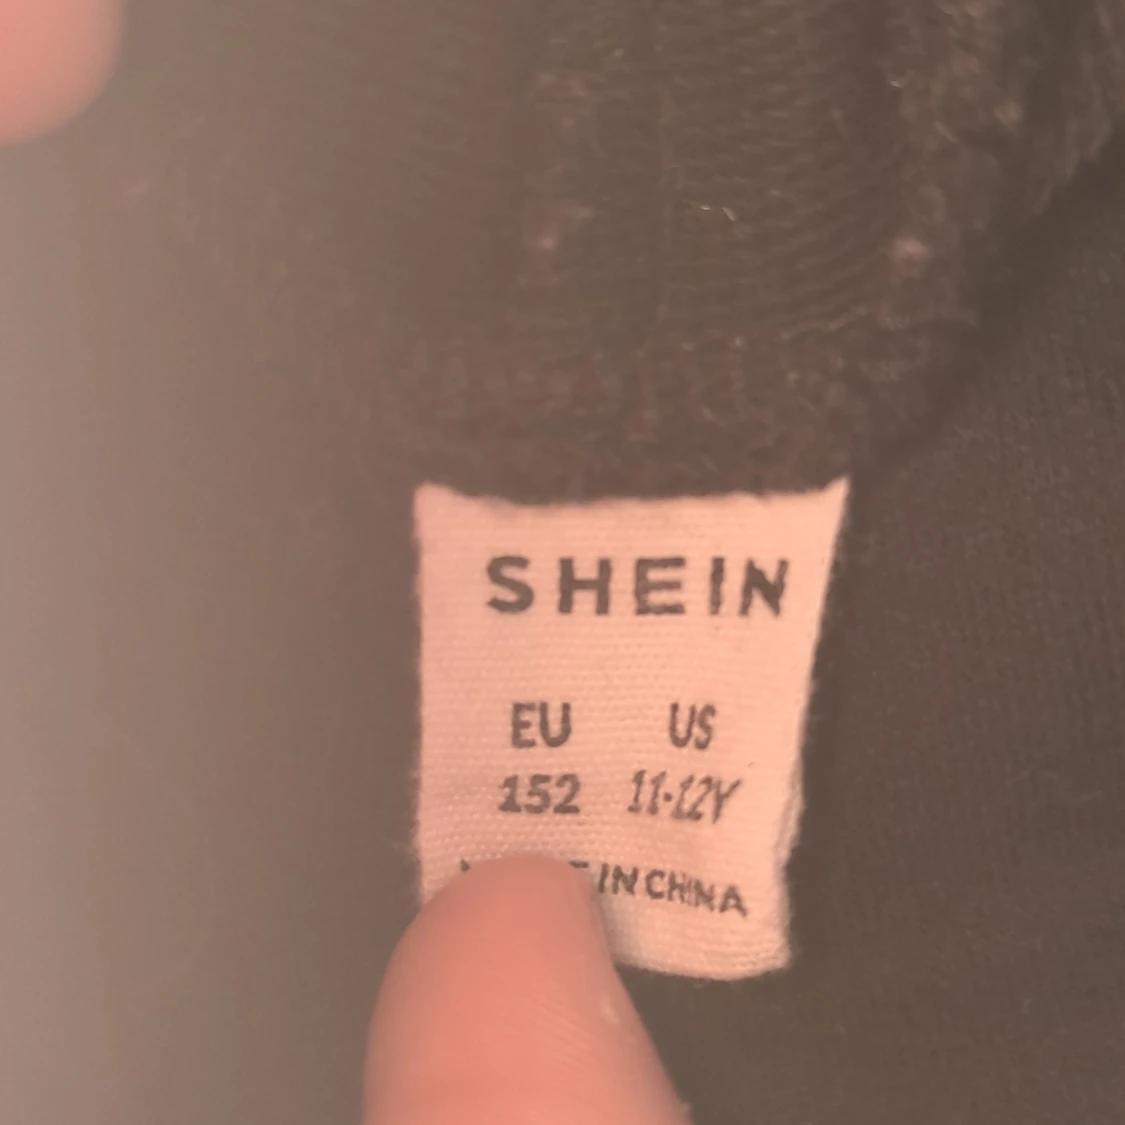 SHEIN
EU US
152 11-12Y
IN CHINA